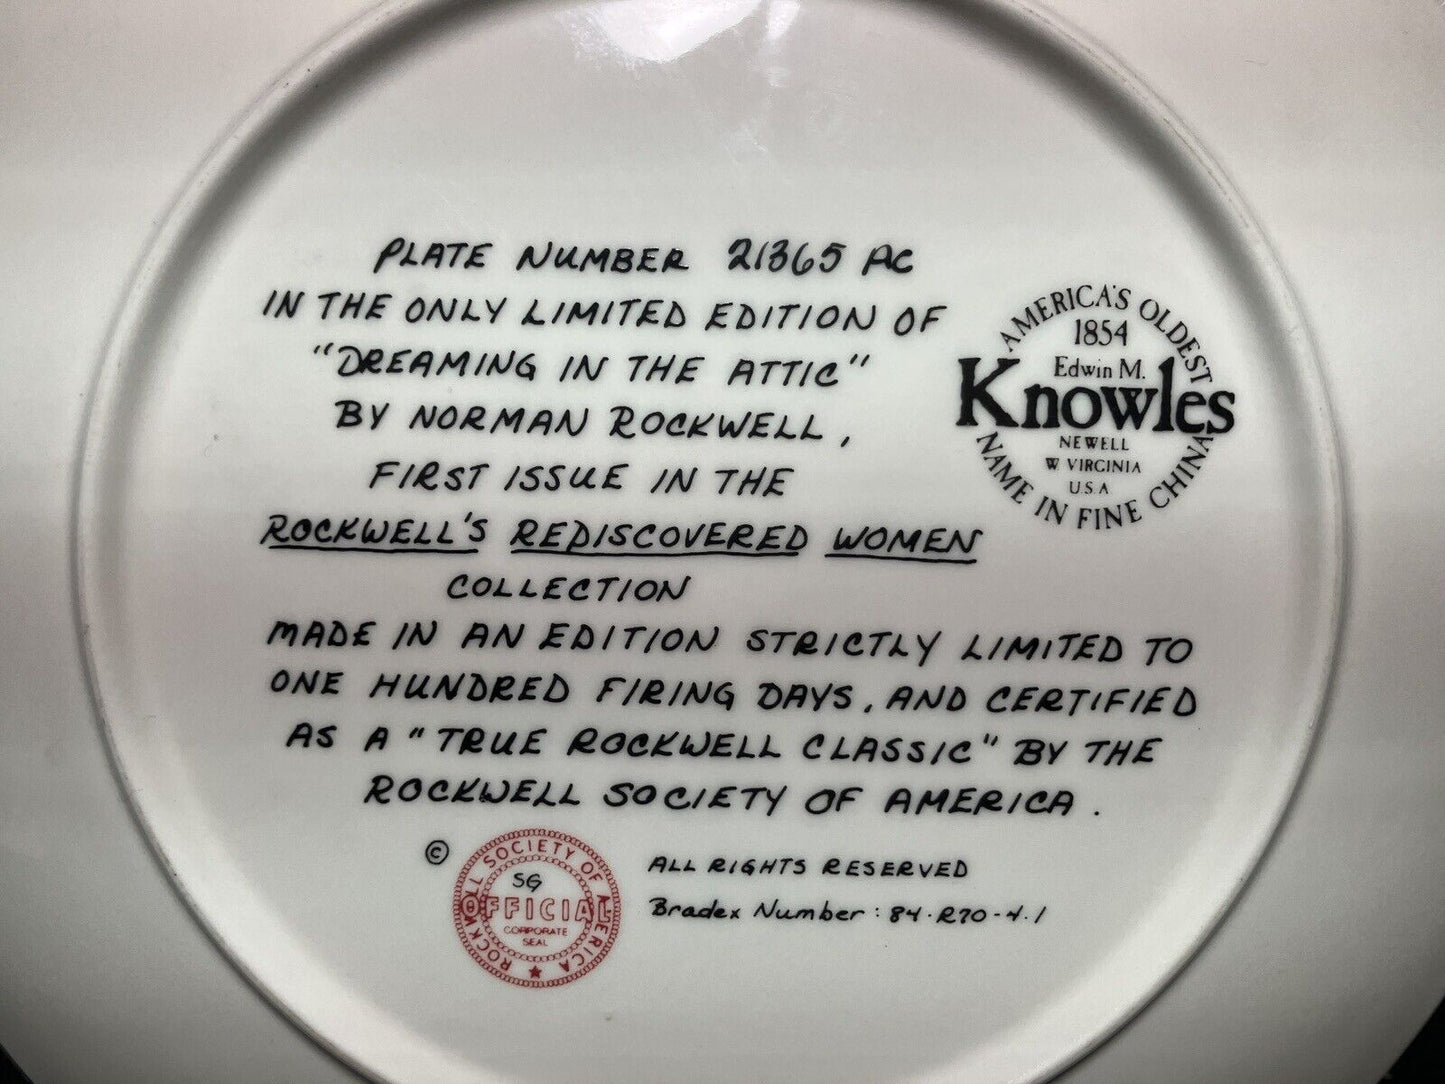 PLATE NUMBER 21365 AC
IN THE ONLY LIMITED EDITION OF
"DREAMING IN THE ATTIC"
BY NORMAN ROCKWELL,
FIRST ISSUE IN THE
ROCKWELL'S REDISCOVERED WOMEN
COLLECTION
MADE IN AN EDITION STRICTLY LIMITED TO
ONE HUNDRED FIRING DAYS, AND CERTIFIED
AS A "TRUE ROCKWELL CLASSIC" BY THE
ROCKWELL SOCIETY OF AMERICA.
AMERICA'S OLDEST
1854
Edwin M.
Knowles
NEWELL
W VIRGINIA
U.S.A
NAME IN FINE CHINA
©
ROCKWELL SOCIETY OF AMERICA
SG
OFFICIAL
CORPORATE
SEAL
ALL RIGHTS RESERVED
Bradex Number: 84-R70-4.1